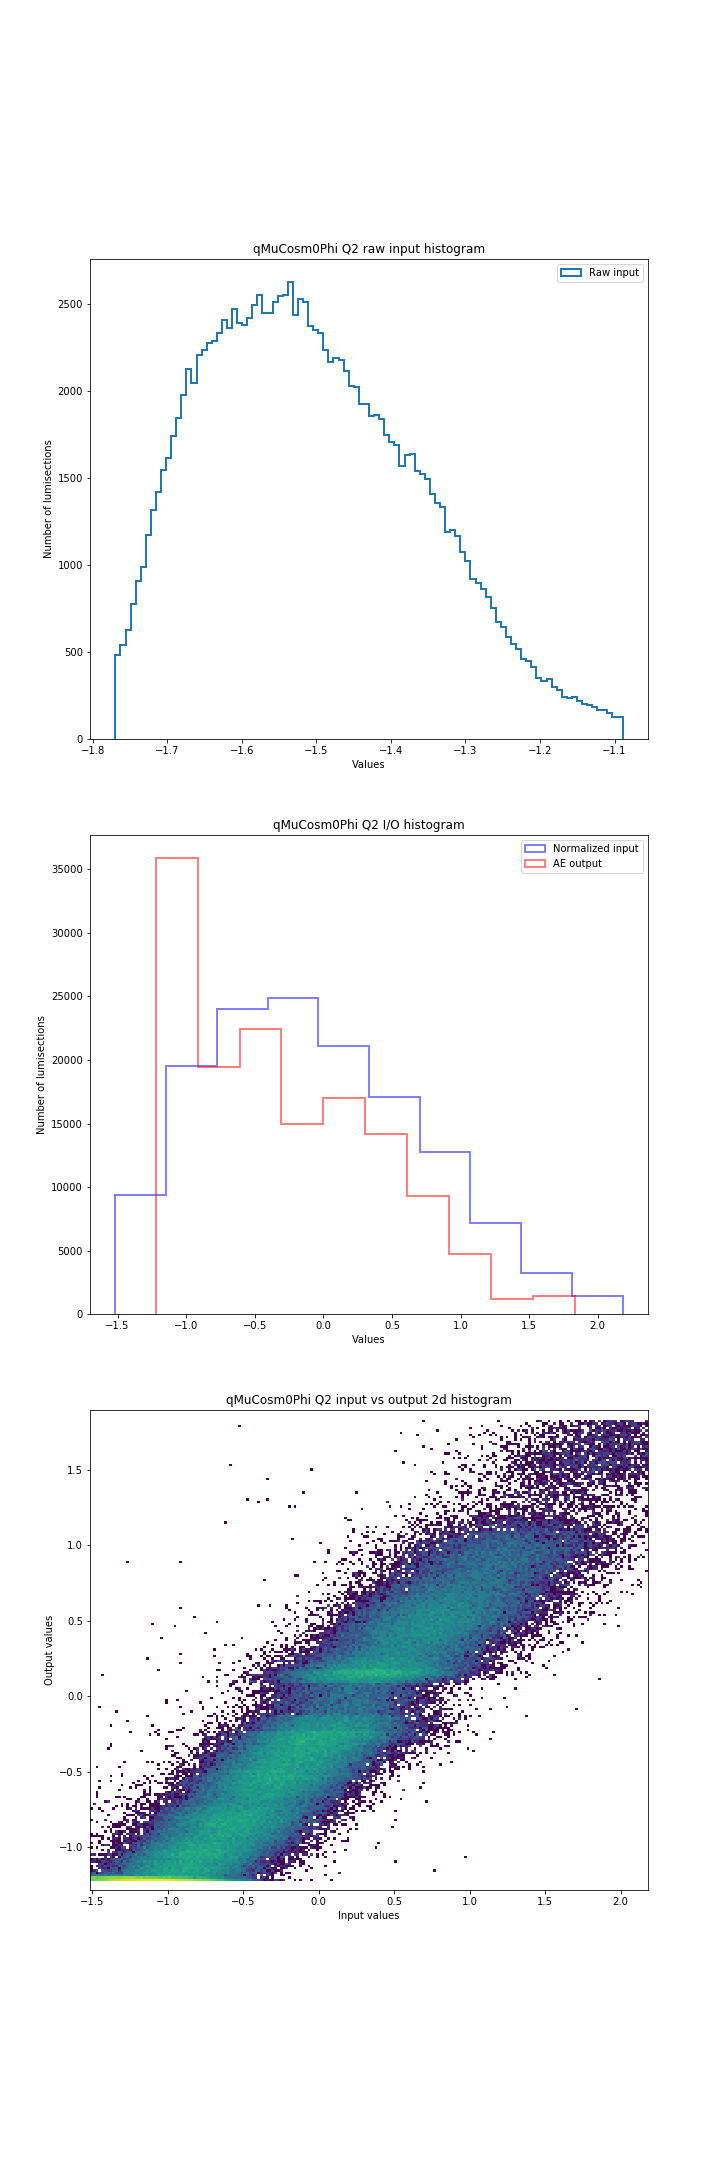 qMuCosm0Phi Q2 raw input histogram
Raw input
2500
2000
1500
1000
500
0
Number of lumisections
−1.8 −1.7 −1.6 −1.5 −1.4 −1.3 −1.2 −1.1
Values
qMuCosm0Phi Q2 I/O histogram
Normalized input
AE output
35000
30000
25000
20000
15000
10000
5000
0
Number of lumisections
−1.5 −1.0 −0.5 0.0 0.5 1.0 1.5 2.0
Values
qMuCosm0Phi Q2 input vs output 2d histogram
1.5
1.0
0.5
0.0
−0.5
−1.0
Output values
−1.5 −1.0 −0.5 0.0 0.5 1.0 1.5 2.0
Input values